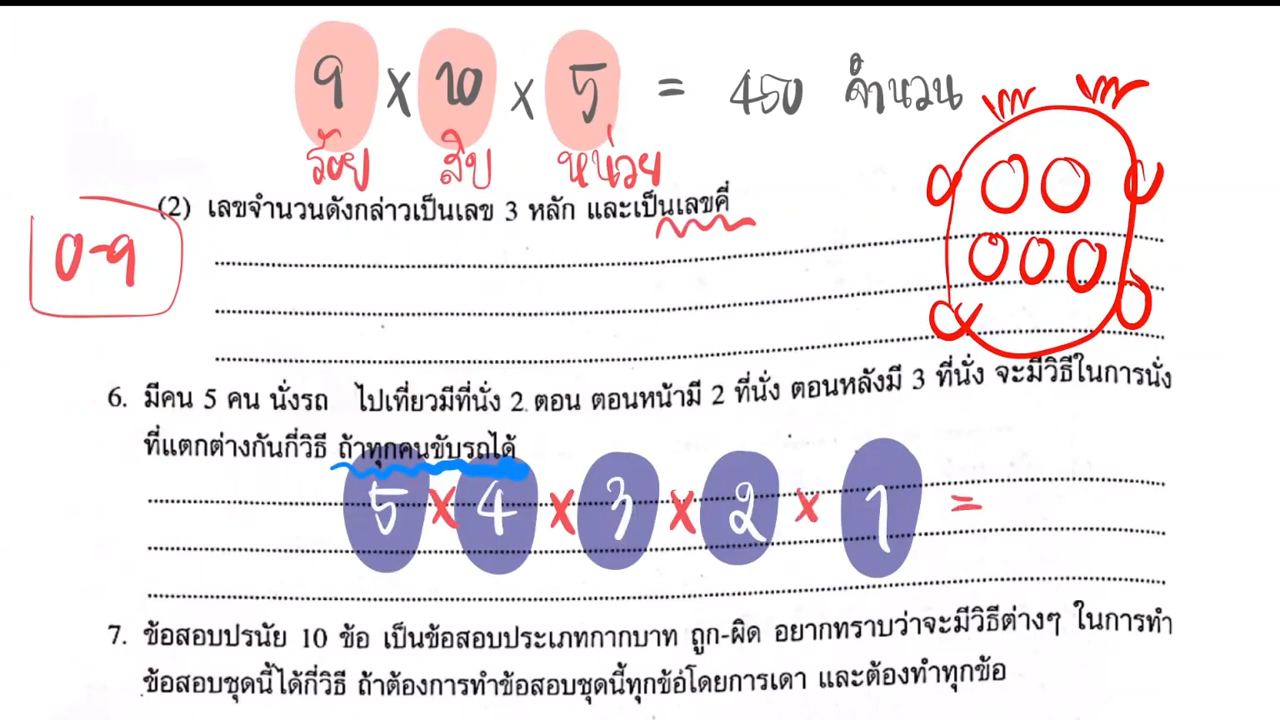 9 x 10 x 5 = 450 จำนวน
ร้อย สิบ หน่วย
(2) เลขจำนวนดังกล่าวเป็นเลข 3 หลัก และเป็นเลขคี่
0-9
6. มีคน 5 คน นั่งรถ ไปเที่ยวมีที่นั่ง 2 ตอน ตอนหน้ามี 2 ที่นั่ง ตอนหลังมี 3 ที่นั่ง จะมีวิธีในการนั่ง
ที่แตกต่างกันกี่วิธี ถ้าทุกคนขับรถได้
5 x 4 x 3 x 2 x 1 =
7. ข้อสอบปรนัย 10 ข้อ เป็นข้อสอบประเภทกากบาท ถูก-ผิด อยากทราบว่าจะมีวิธีต่างๆ ในการทำ
ข้อสอบชุดนี้ได้กี่วิธี ถ้าต้องการทำข้อสอบชุดนี้ทุกข้อโดยการเดา และต้องทำทุกข้อ